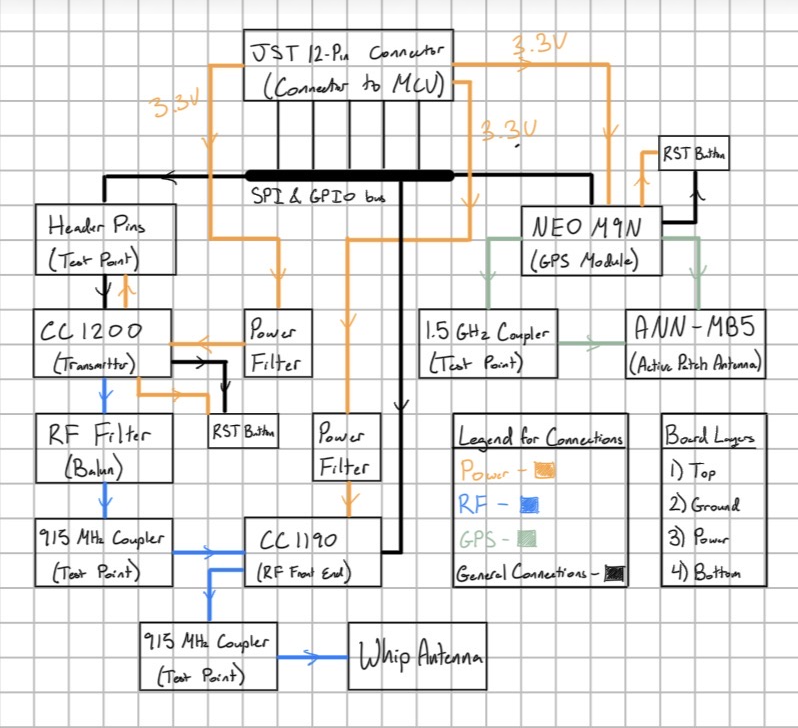 JST 12-Pin Connector
(Connector to MCU)
3.3V
3.3V
3.3V
RST Button
SPI & GPIO bus
Header Pins
(Test Point)
NEO M9N
(GPS Module)
CC1200
(Transmitter)
Power
Filter
1.5 GHz Coupler
(Test Point)
ANN-MB5
(Active Patch Antenna)
RF Filter
(Balun)
RST Button
Power
Filter
Legend for Connections
Power -
RF -
GPS -
General Connections -
Board Layers
1) Top
2) Ground
3) Power
4) Bottom
915 MHz Coupler
(Test Point)
CC1190
(RF Front End)
915 MHz Coupler
(Test Point)
Whip Antenna